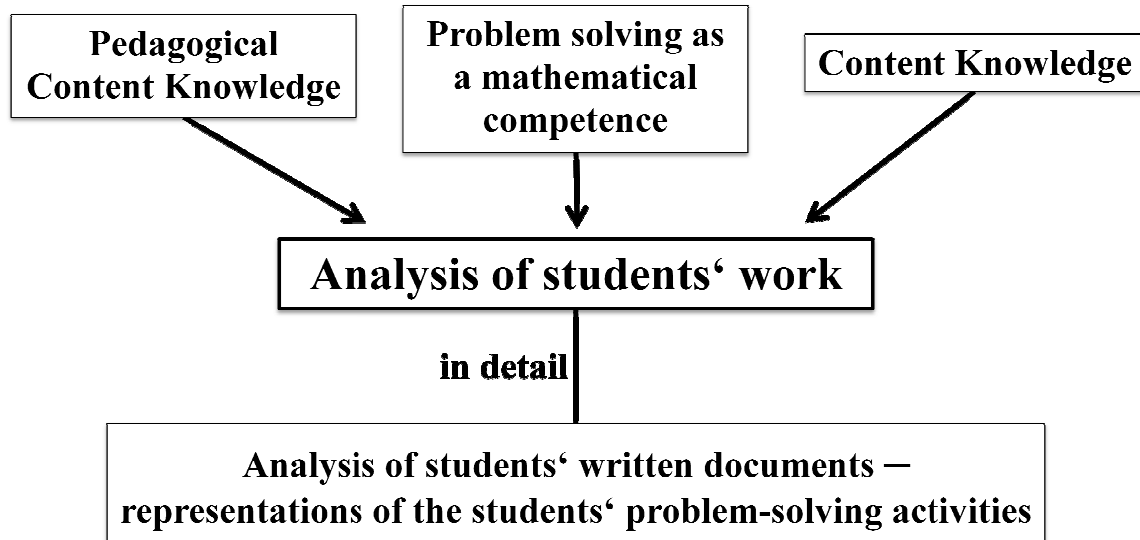 Pedagogical
Content Knowledge
Problem solving as
a mathematical
competence
Content Knowledge
Analysis of students‘ work
in detail
Analysis of students‘ written documents —
representations of the students‘ problem-solving activities